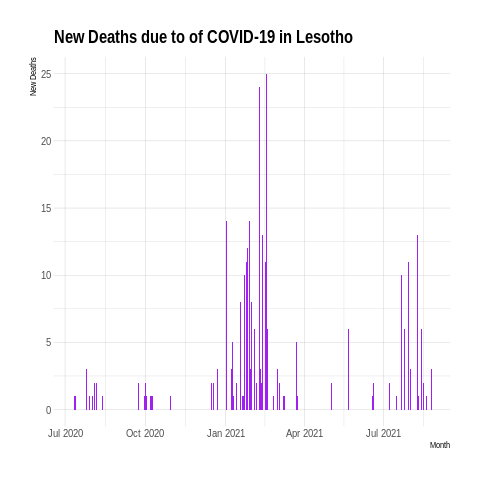 New Deaths due to of COVID-19 in Lesotho
New Deaths
25
20
15
10
5
0
Jul 2020 Oct 2020 Jan 2021 Apr 2021 Jul 2021
Month